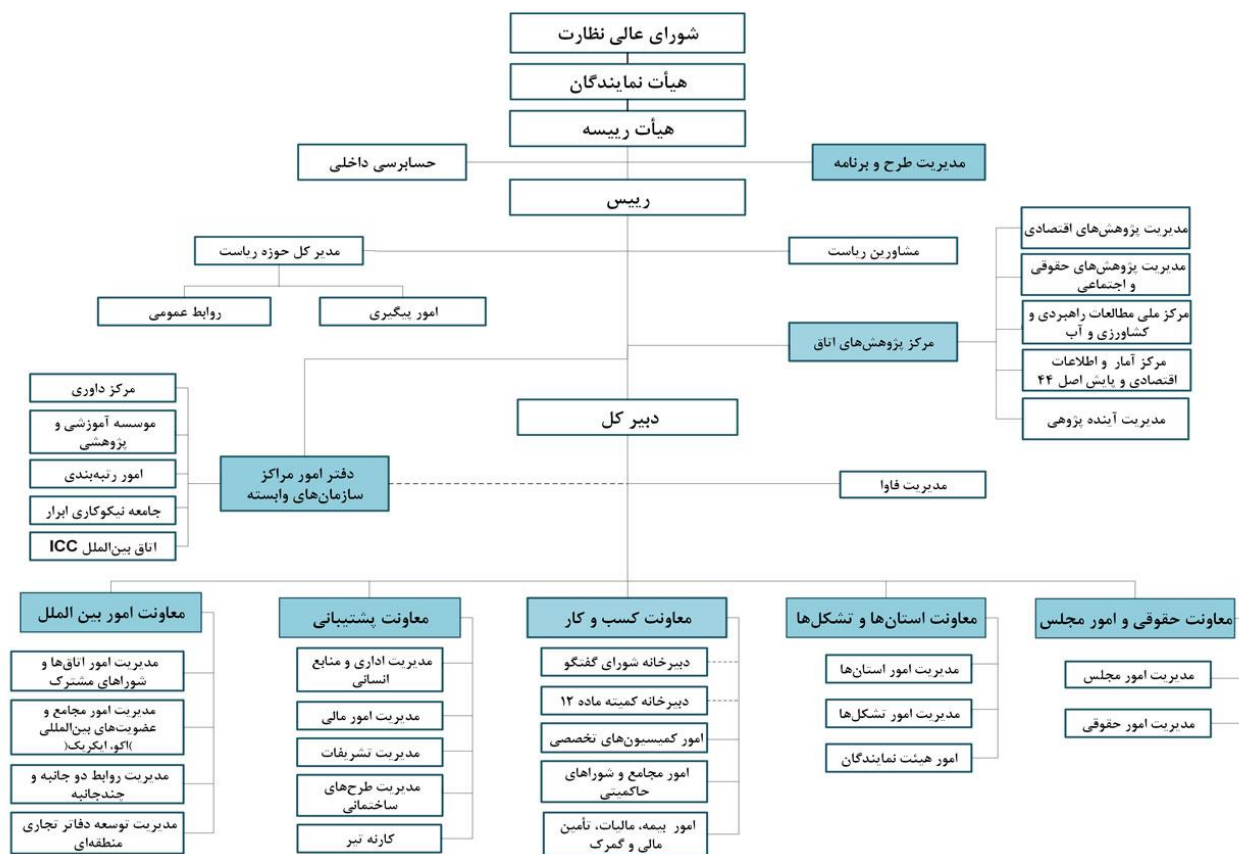 شورای عالی نظارت
هیأت نمایندگان
هیأت رییسه
مدیریت طرح و برنامه
حسابرسی داخلی
رییس
مشاورین ریاست
مدیر کل حوزه ریاست
امور پیگیری
روابط عمومی
مدیریت پژوهش‌های اقتصادی
مدیریت پژوهش‌های حقوقی
و اجتماعی
مرکز ملی مطالعات راهبردی و
کشاورزی و آب
مرکز آمار و اطلاعات
اقتصادی و پایش اصل ۴۴
مدیریت آینده پژوهی
مرکز پژوهش‌های اتاق
دبیر کل
مرکز داوری
موسسه آموزشی و
پژوهشی
امور رتبه‌بندی
جامعه نیکوکاری ابرار
اتاق بین‌الملل ICC
دفتر امور مراکز
سازمان‌های وابسته
مدیریت فاوا
معاونت حقوقی و امور مجلس
مدیریت امور مجلس
مدیریت امور حقوقی
معاونت استان‌ها و تشکل‌ها
مدیریت امور استان‌ها
مدیریت امور تشکل‌ها
امور هیئت نمایندگان
معاونت کسب و کار
دبیرخانه شورای گفتگو
دبیرخانه کمیته ماده ۱۲
امور کمیسیون‌های تخصصی
امور مجامع و شوراهای
حاکمیتی
امور بیمه، مالیات، تأمین
مالی و گمرک
معاونت پشتیبانی
مدیریت اداری و منابع
انسانی
مدیریت امور مالی
مدیریت تشریفات
مدیریت طرح‌های
ساختمانی
کارنه تیر
معاونت امور بین الملل
مدیریت امور اتاق‌ها و
شوراهای مشترک
مدیریت امور مجامع و
عضویت‌های بین‌المللی
)اکو، ایکریک(
مدیریت روابط دو جانبه و
چندجانبه
مدیریت توسعه دفاتر تجاری
منطقه‌ای